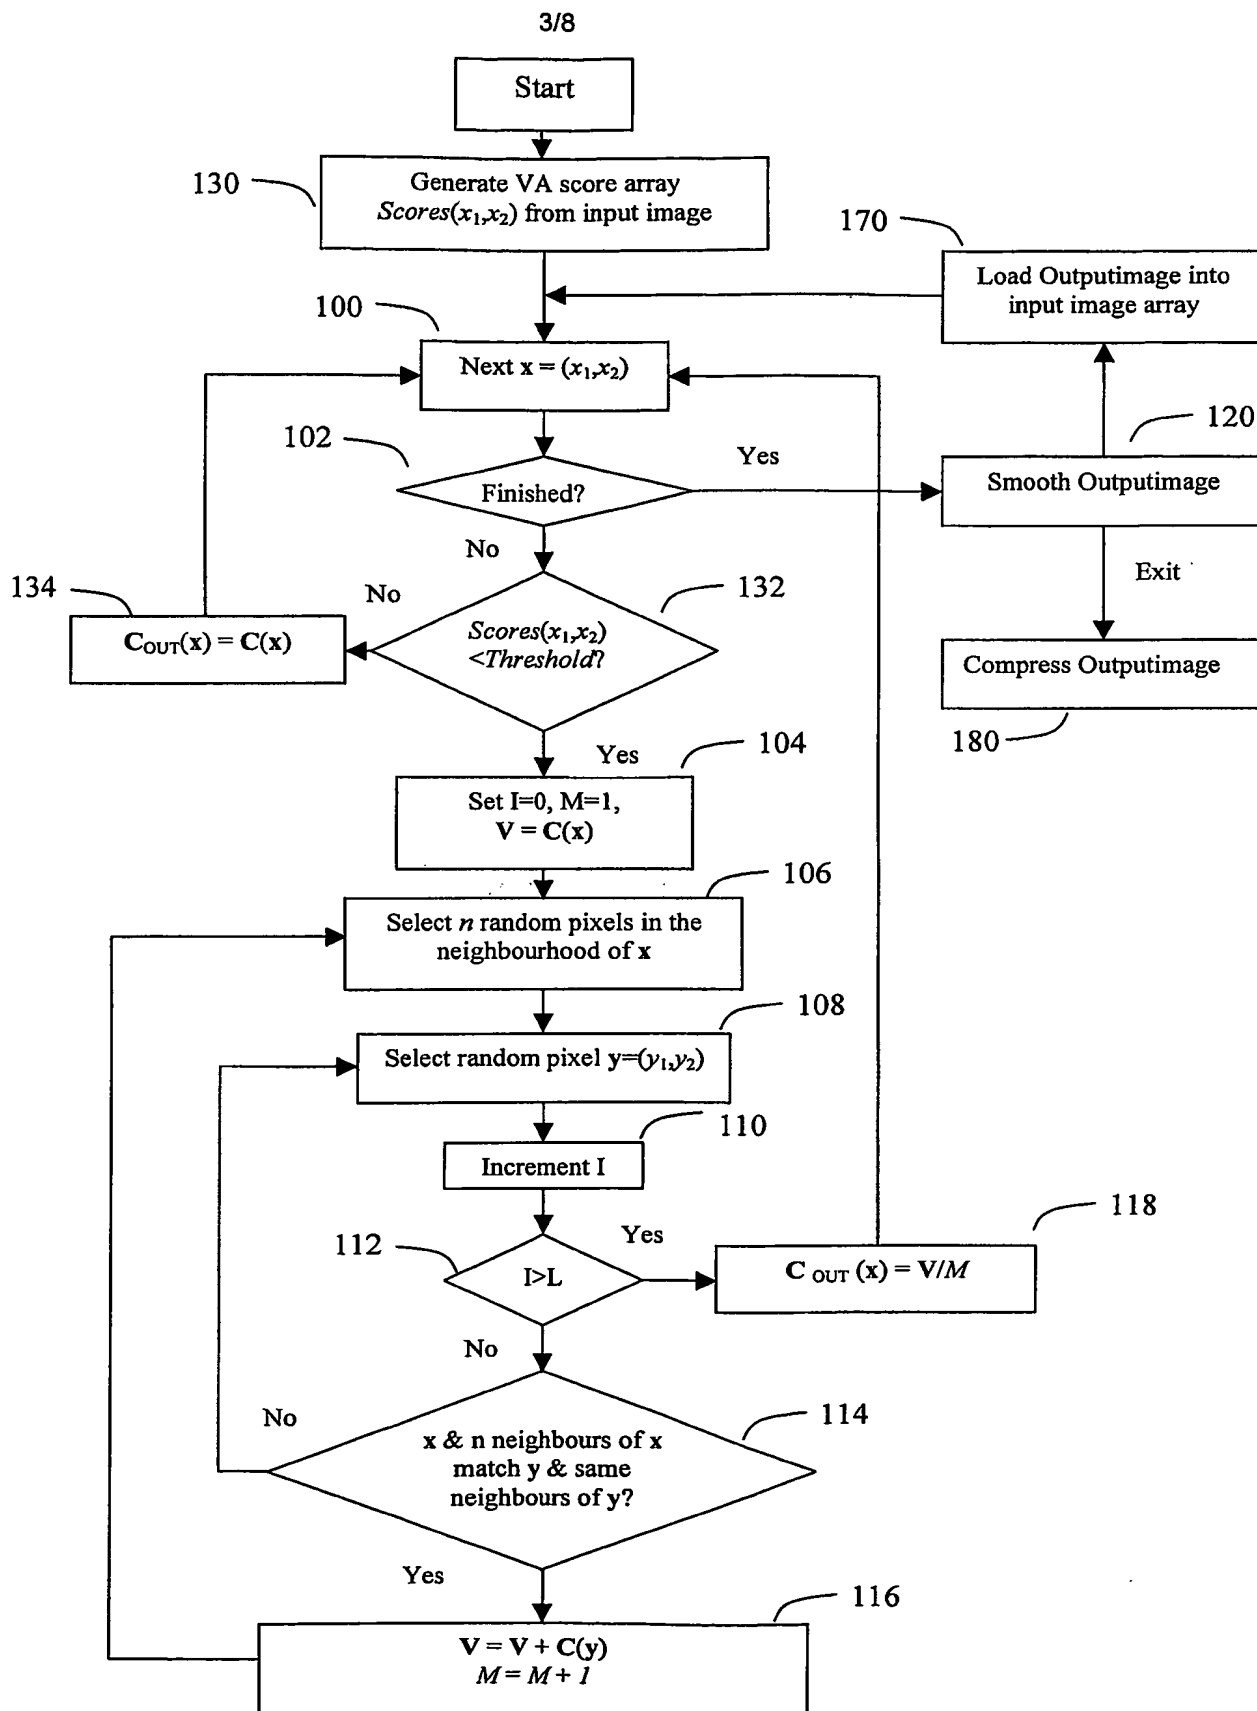 3/8
Start
130
Generate VA score array
Scores(x₁,x₂) from input image
170
Load Outputimage into
input image array
100
Next x = (x₁,x₂)
102
Finished?
Yes
120
Smooth Outputimage
No
Exit
134
No
132
C_OUT(x) = C(x)
Scores(x₁,x₂)
<Threshold?
Compress Outputimage
180
Yes
104
Set I=0, M=1,
V = C(x)
106
Select n random pixels in the
neighbourhood of x
108
Select random pixel y=(y₁,y₂)
110
Increment I
112
I>L
Yes
118
C OUT (x) = V/M
No
No
114
x & n neighbours of x
match y & same
neighbours of y?
Yes
116
V = V + C(y)
M = M + 1